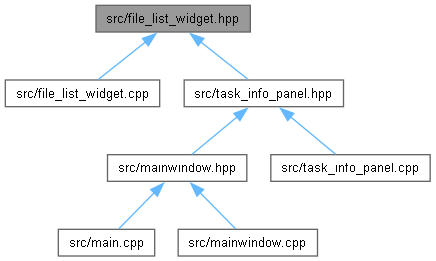 src/file_list_widget.hpp
src/file_list_widget.cpp
src/task_info_panel.hpp
src/mainwindow.hpp
src/task_info_panel.cpp
src/main.cpp
src/mainwindow.cpp